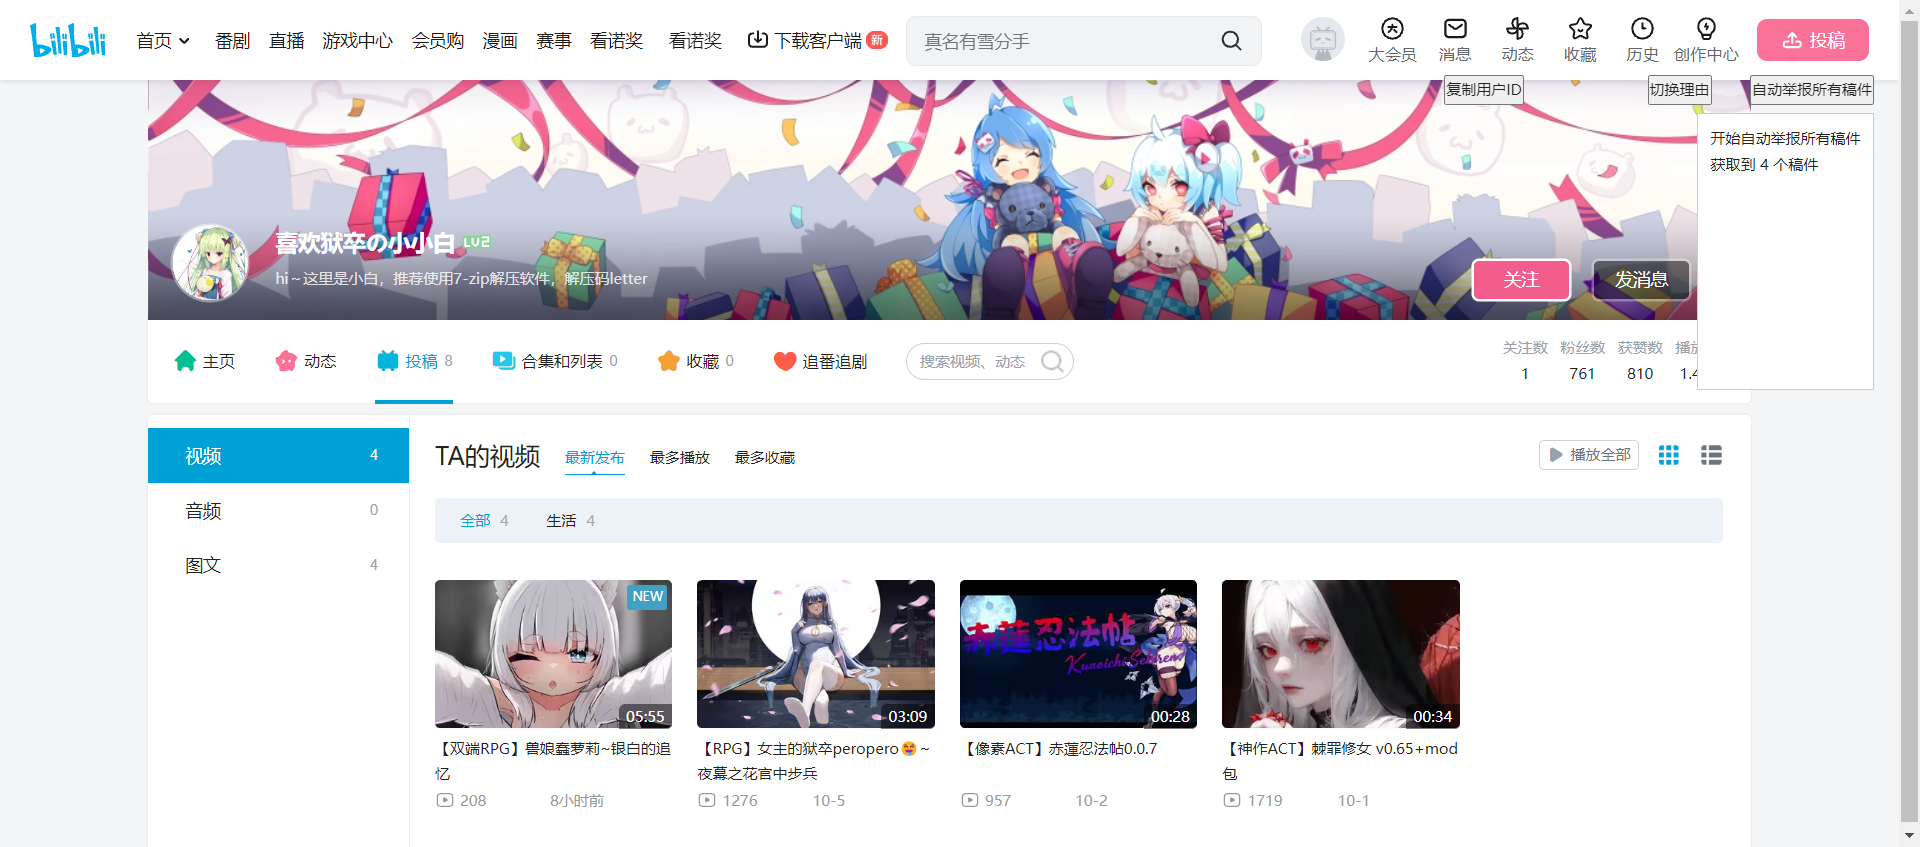 bilibili
首页 番剧 直播 游戏中心 会员购 漫画 赛事 看诺奖 看诺奖 下载客户端 新
真名有雪分手
大会员 消息 动态 收藏 历史 创作中心 投稿
复制用户ID 切换理由 自动举报所有稿件
开始自动举报所有稿件
获取到 4 个稿件
喜欢狱卒の小小白 LV2
hi～这里是小白，推荐使用7-zip解压软件，解压码letter
关注 发消息
主页 动态 投稿 8 合集和列表 0 收藏 0 追番追剧
搜索视频、动态
关注数 粉丝数 获赞数 播放
1 761 810 1.4
视频 4
音频 0
图文 4
TA的视频 最新发布 最多播放 最多收藏
播放全部
全部 4 生活 4
NEW
05:55
【双端RPG】兽娘蠢萝莉~银白的追
忆
208 8小时前
03:09
【RPG】女主的狱卒peropero😝～
夜幕之花官中步兵
1276 10-5
赤蓮忍法帖
Kunoichi Sekiren
00:28
【像素ACT】赤蓮忍法帖0.0.7
957 10-2
00:34
【神作ACT】棘罪修女 v0.65+mod
包
1719 10-1